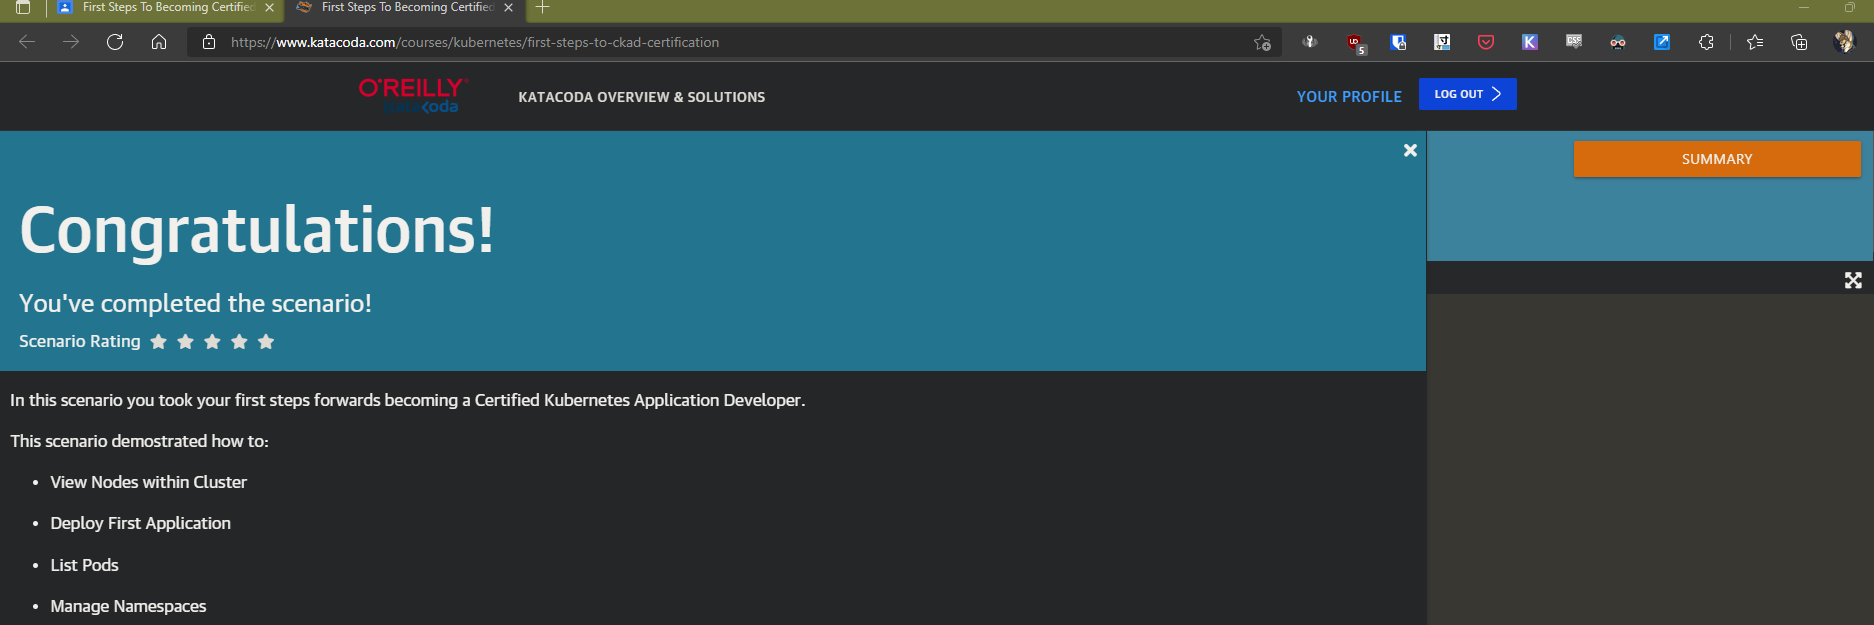 First Steps To Becoming Certified
First Steps To Becoming Certified
https://www.katacoda.com/courses/kubernetes/first-steps-to-ckad-certification
5
O'REILLY
Katacoda
KATACODA OVERVIEW & SOLUTIONS
YOUR PROFILE
LOG OUT
SUMMARY
Congratulations!
You've completed the scenario!
Scenario Rating
In this scenario you took your first steps forwards becoming a Certified Kubernetes Application Developer.
This scenario demostrated how to:
• View Nodes within Cluster
• Deploy First Application
• List Pods
• Manage Namespaces